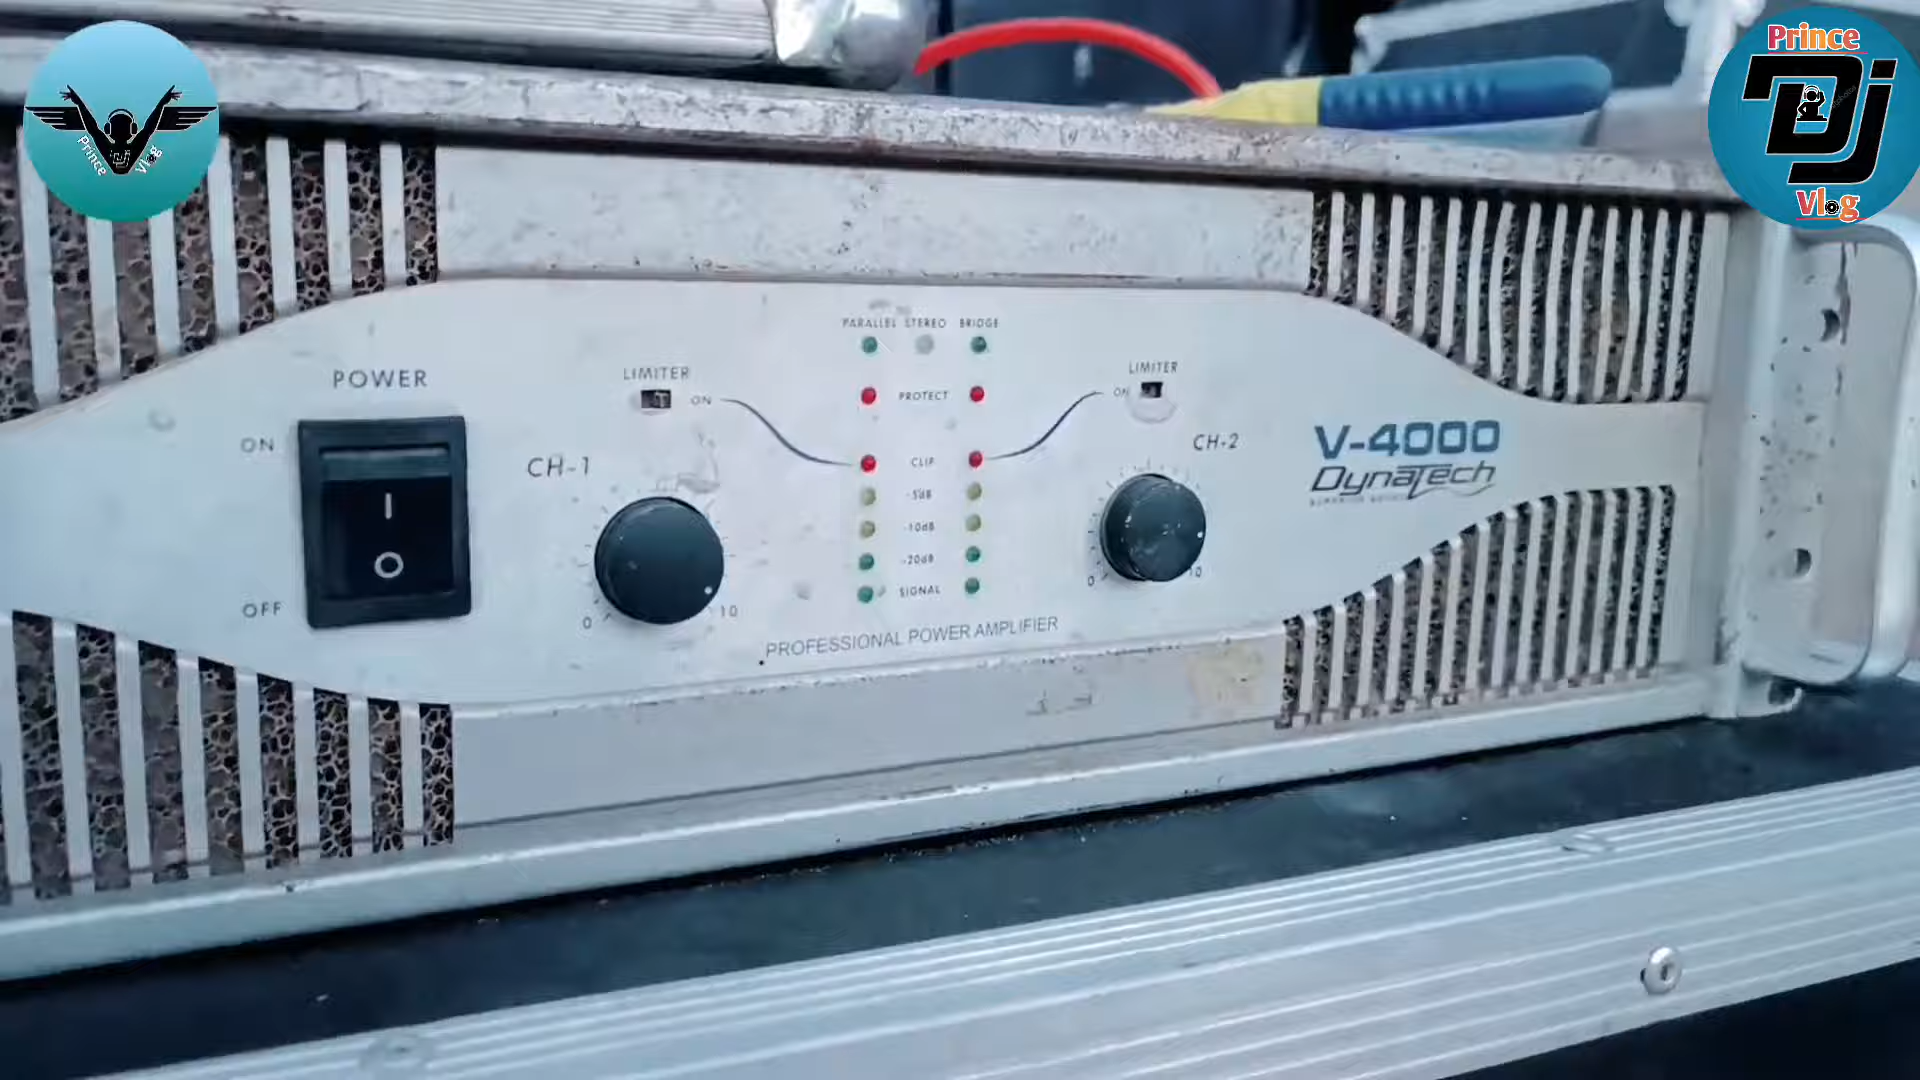 Prince
Dj
Vlog
Prince
DJ
Vlog
PARALLEL STEREO BRIDGE
POWER
LIMITER
LIMITER
ON
PROTECT
ON
ON
CH-1
CLIP
CH-2
V-4000
DynaTech
-5dB
-10dB
-20dB
SIGNAL
OFF
0
10
0
10
PROFESSIONAL POWER AMPLIFIER